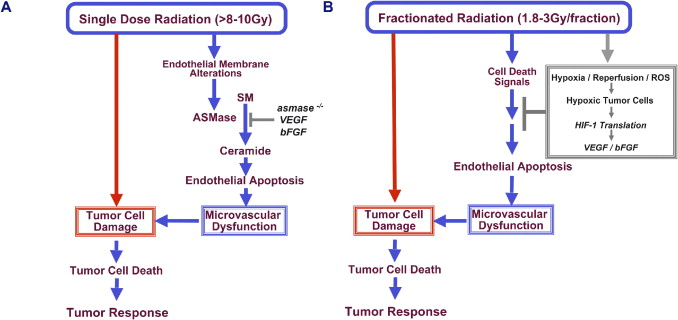 A
Single Dose Radiation (>8-10Gy)
Endothelial Membrane
Alterations
SM
ASMase
asmase -/-
VEGF
bFGF
Ceramide
Endothelial Apoptosis
Tumor Cell
Damage
Microvascular
Dysfunction
Tumor Cell Death
Tumor Response
B
Fractionated Radiation (1.8-3Gy/fraction)
Cell Death
Signals
Hypoxia / Reperfusion / ROS
Hypoxic Tumor Cells
HIF-1 Translation
VEGF / bFGF
Endothelial Apoptosis
Tumor Cell
Damage
Microvascular
Dysfunction
Tumor Cell Death
Tumor Response